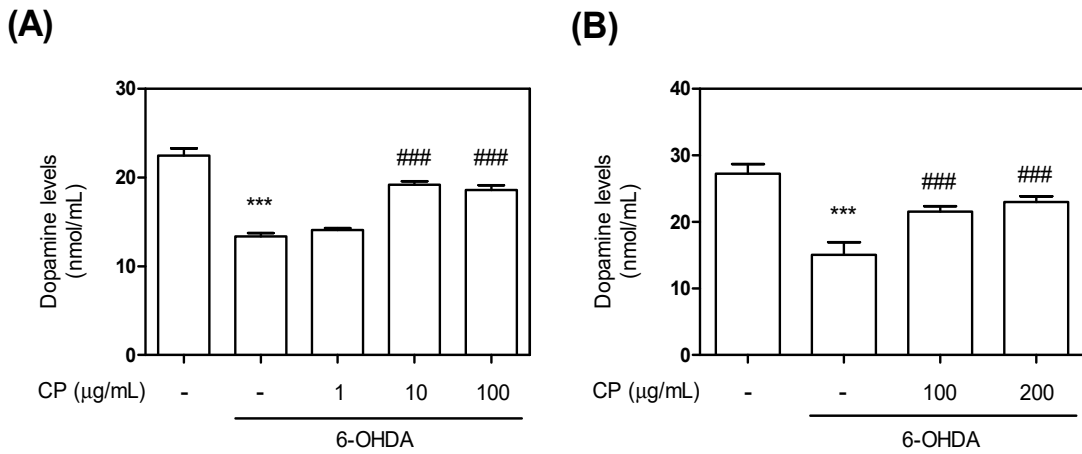 (A)
30
20
10
0
Dopamine levels
(nmol/mL)
***
###
###
CP (μg/mL) - - 1 10 100
6-OHDA
(B)
40
30
20
10
0
Dopamine levels
(nmol/mL)
***
###
###
CP (μg/mL) - - 100 200
6-OHDA